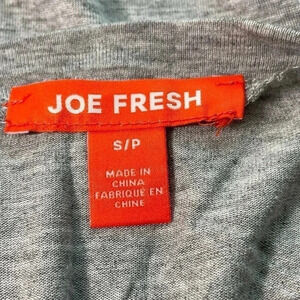 JOE FRESH
S/P
MADE IN
CHINA
FABRIQUÉ EN
CHINE